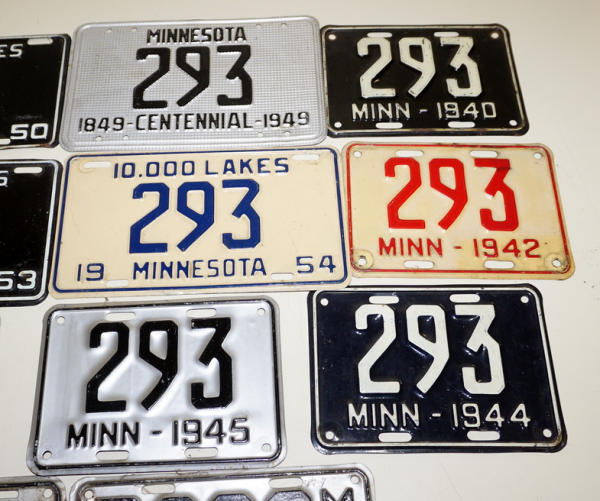 ES
50
MINNESOTA
293
1849-CENTENNIAL-1949
293
MINN - 1940
53
10,000 LAKES
293
19 MINNESOTA 54
293
MINN - 1942
293
MINN - 1945
293
MINN - 1944